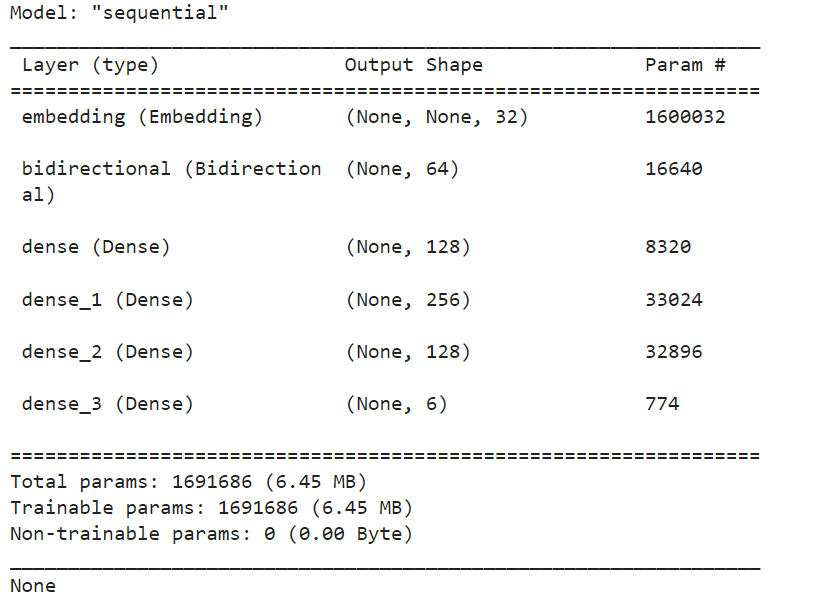 Model: "sequential"
Layer (type) Output Shape Param #
embedding (Embedding) (None, None, 32) 1600032
bidirectional (Bidirection (None, 64) 16640
al)
dense (Dense) (None, 128) 8320
dense_1 (Dense) (None, 256) 33024
dense_2 (Dense) (None, 128) 32896
dense_3 (Dense) (None, 6) 774
Total params: 1691686 (6.45 MB)
Trainable params: 1691686 (6.45 MB)
Non-trainable params: 0 (0.00 Byte)
None